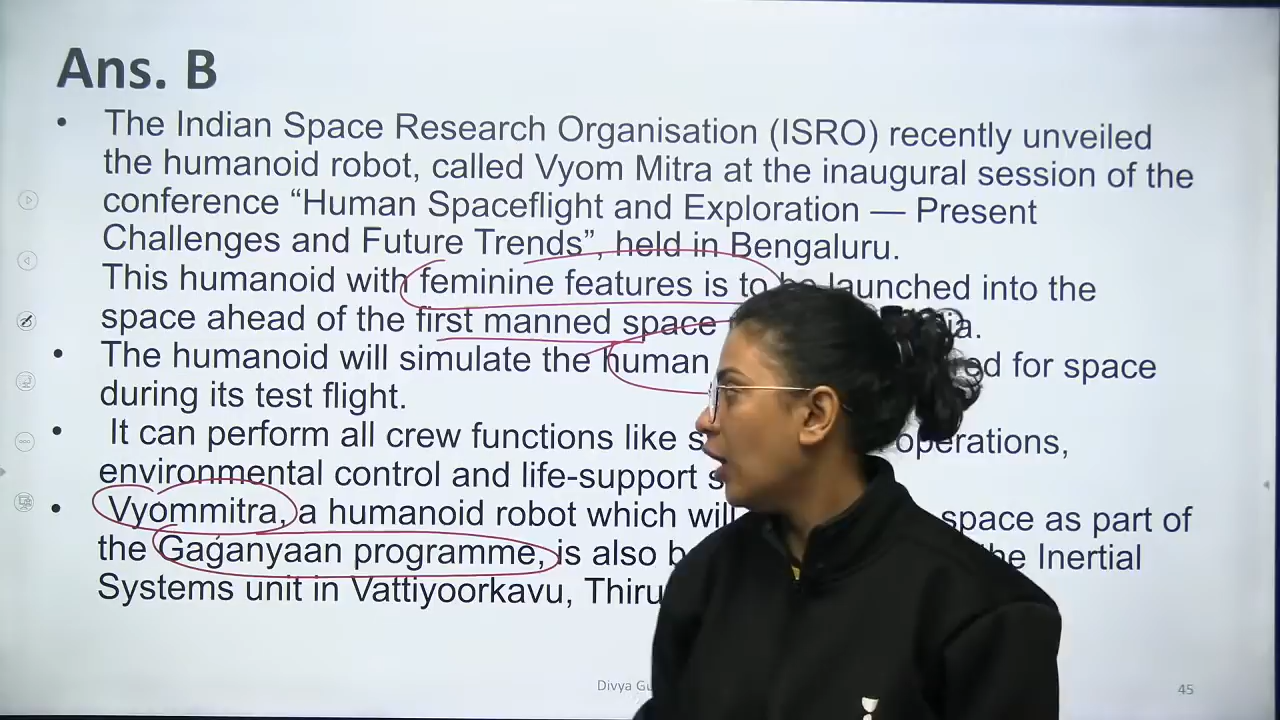 Ans. B
• The Indian Space Research Organisation (ISRO) recently unveiled
the humanoid robot, called Vyom Mitra at the inaugural session of the
conference “Human Spaceflight and Exploration — Present
Challenges and Future Trends”, held in Bengaluru.
This humanoid with feminine features is to be launched into the
space ahead of the first manned space
• The humanoid will simulate the human for space
during its test flight.
• It can perform all crew functions like operations,
environmental control and life-support
• Vyommitra, a humanoid robot which will space as part of
the Gaganyaan programme, is also Inertial
Systems unit in Vattiyoorkavu,
Divya
45